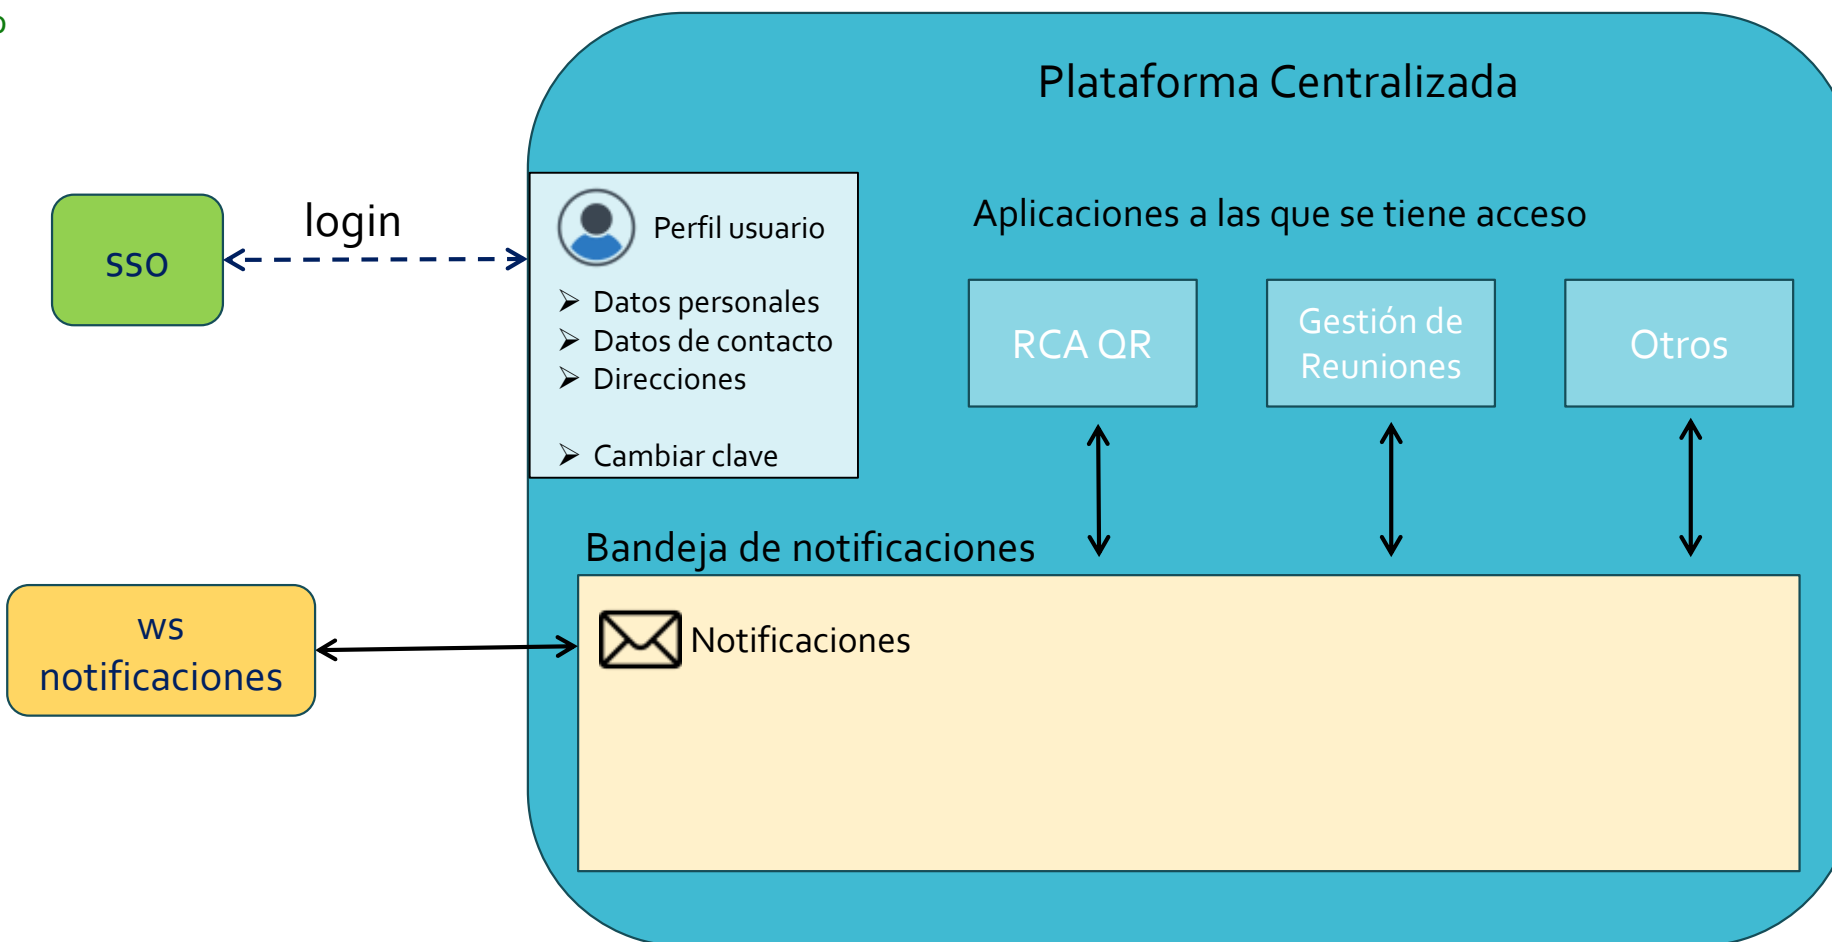 Plataforma Centralizada
sso
login
Perfil usuario
Datos personales
Datos de contacto
Direcciones
Cambiar clave
Aplicaciones a las que se tiene acceso
RCA QR
Gestión de
Reuniones
Otros
Bandeja de notificaciones
ws
notificaciones
Notificaciones